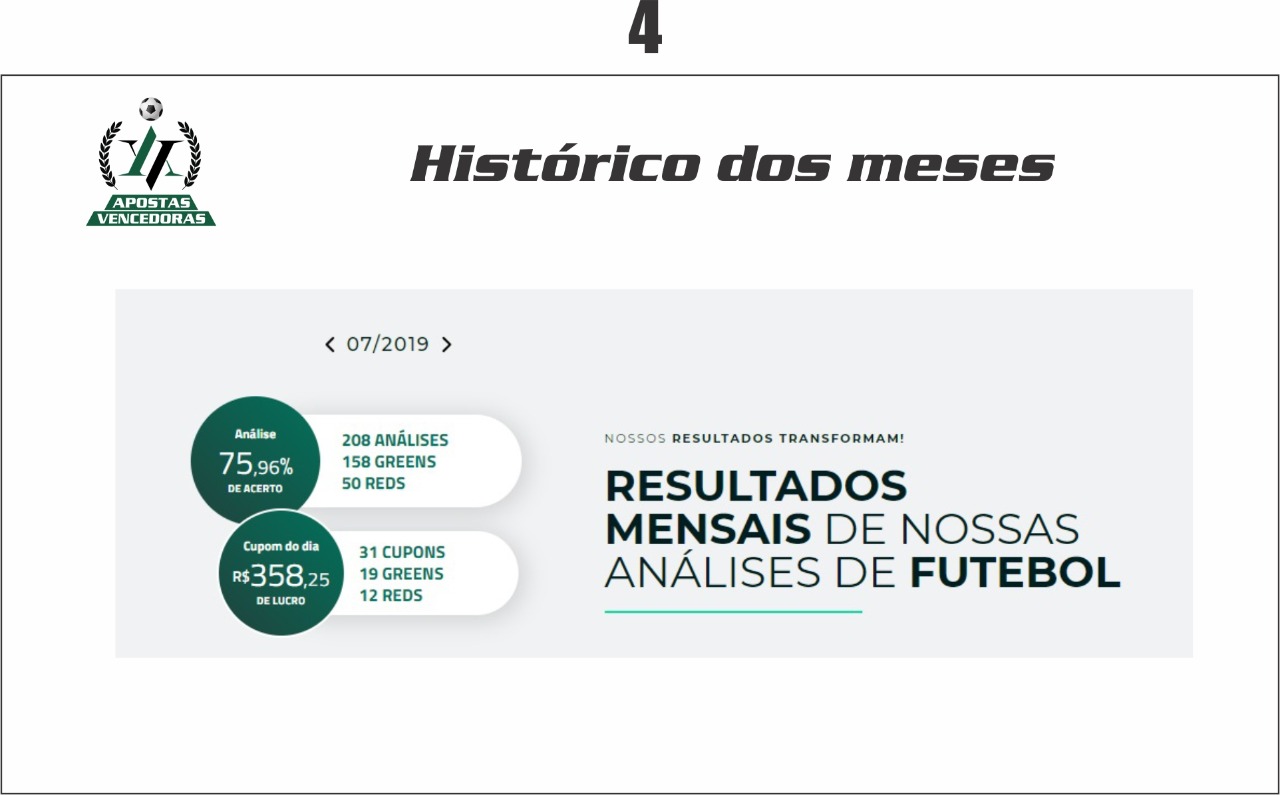 4
APOSTAS
VENCEDORAS
Histórico dos meses
< 07/2019 >
Análise
75,96%
DE ACERTO
208 ANÁLISES
158 GREENS
50 REDS
Cupom do dia
R$358,25
DE LUCRO
31 CUPONS
19 GREENS
12 REDS
NOSSOS RESULTADOS TRANSFORMAM!
RESULTADOS
MENSAIS DE NOSSAS
ANÁLISES DE FUTEBOL